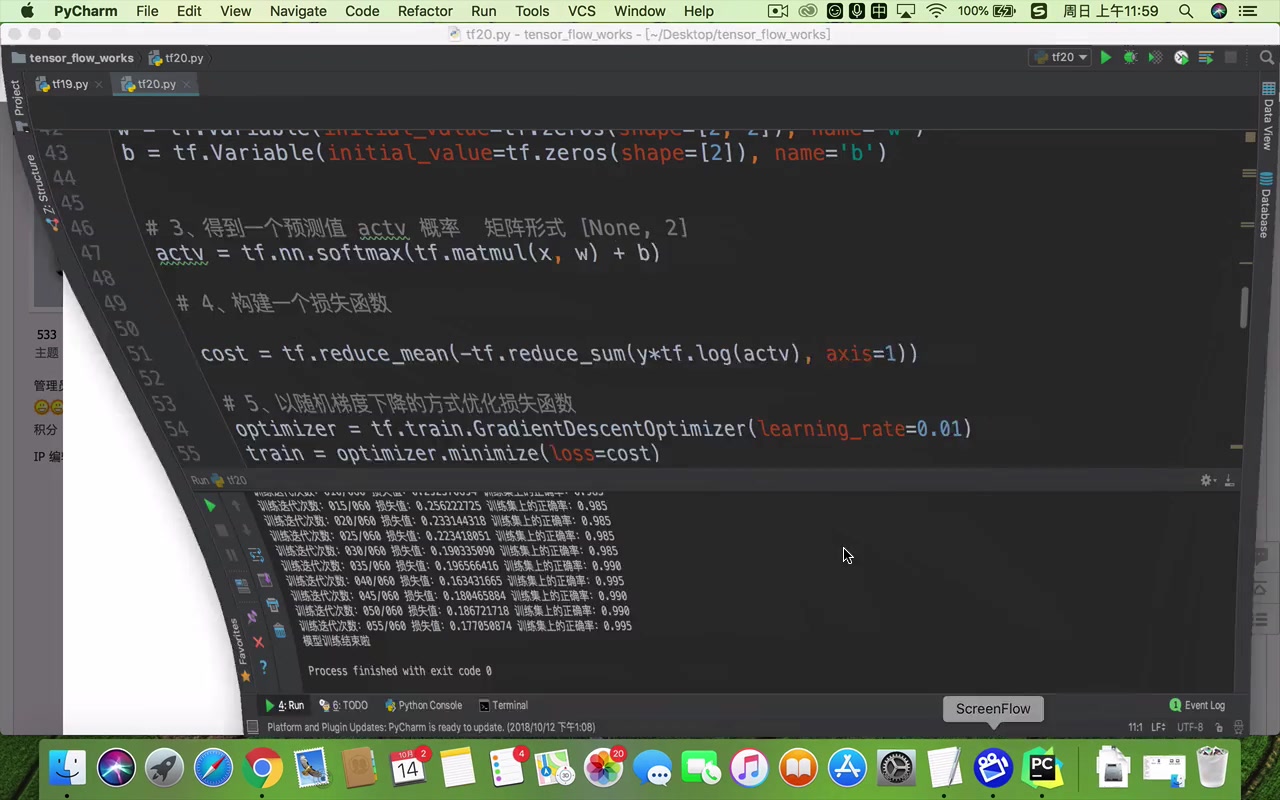 PyCharm File Edit View Navigate Code Refactor Run Tools VCS Window Help 100% 周日 上午11:59
tf20.py - tensor_flow_works - [~/Desktop/tensor_flow_works]
tensor_flow_works tf20.py tf20
tf19.py tf20.py
Project
Z: Structure
Favorites
Data View
Database
42 w = tf.Variable(initial_value=tf.zeros(shape=[2, 2]), name='w')
43 b = tf.Variable(initial_value=tf.zeros(shape=[2]), name='b')
44
45
46 # 3、得到一个预测值 actv 概率 矩阵形式 [None, 2]
47 actv = tf.nn.softmax(tf.matmul(x, w) + b)
48
49 # 4、构建一个损失函数
50
51 cost = tf.reduce_mean(-tf.reduce_sum(y*tf.log(actv), axis=1))
52
53 # 5、以随机梯度下降的方式优化损失函数
54 optimizer = tf.train.GradientDescentOptimizer(learning_rate=0.01)
55 train = optimizer.minimize(loss=cost)
533
主题
管理员
积分
IP 编
Run tf20
训练迭代次数: 015/060 损失值: 0.256222725 训练集上的正确率: 0.985
训练迭代次数: 020/060 损失值: 0.233144318 训练集上的正确率: 0.985
训练迭代次数: 025/060 损失值: 0.223418051 训练集上的正确率: 0.985
训练迭代次数: 030/060 损失值: 0.190335090 训练集上的正确率: 0.985
训练迭代次数: 035/060 损失值: 0.196566416 训练集上的正确率: 0.990
训练迭代次数: 040/060 损失值: 0.163431665 训练集上的正确率: 0.995
训练迭代次数: 045/060 损失值: 0.180465884 训练集上的正确率: 0.990
训练迭代次数: 050/060 损失值: 0.186721718 训练集上的正确率: 0.990
训练迭代次数: 055/060 损失值: 0.177050874 训练集上的正确率: 0.995
模型训练结束啦
Process finished with exit code 0
4: Run 6: TODO Python Console Terminal Event Log
ScreenFlow
Platform and Plugin Updates: PyCharm is ready to update. (2018/10/12 下午1:08) 11:1 LF UTF-8
10月 14 2 4 20 PC